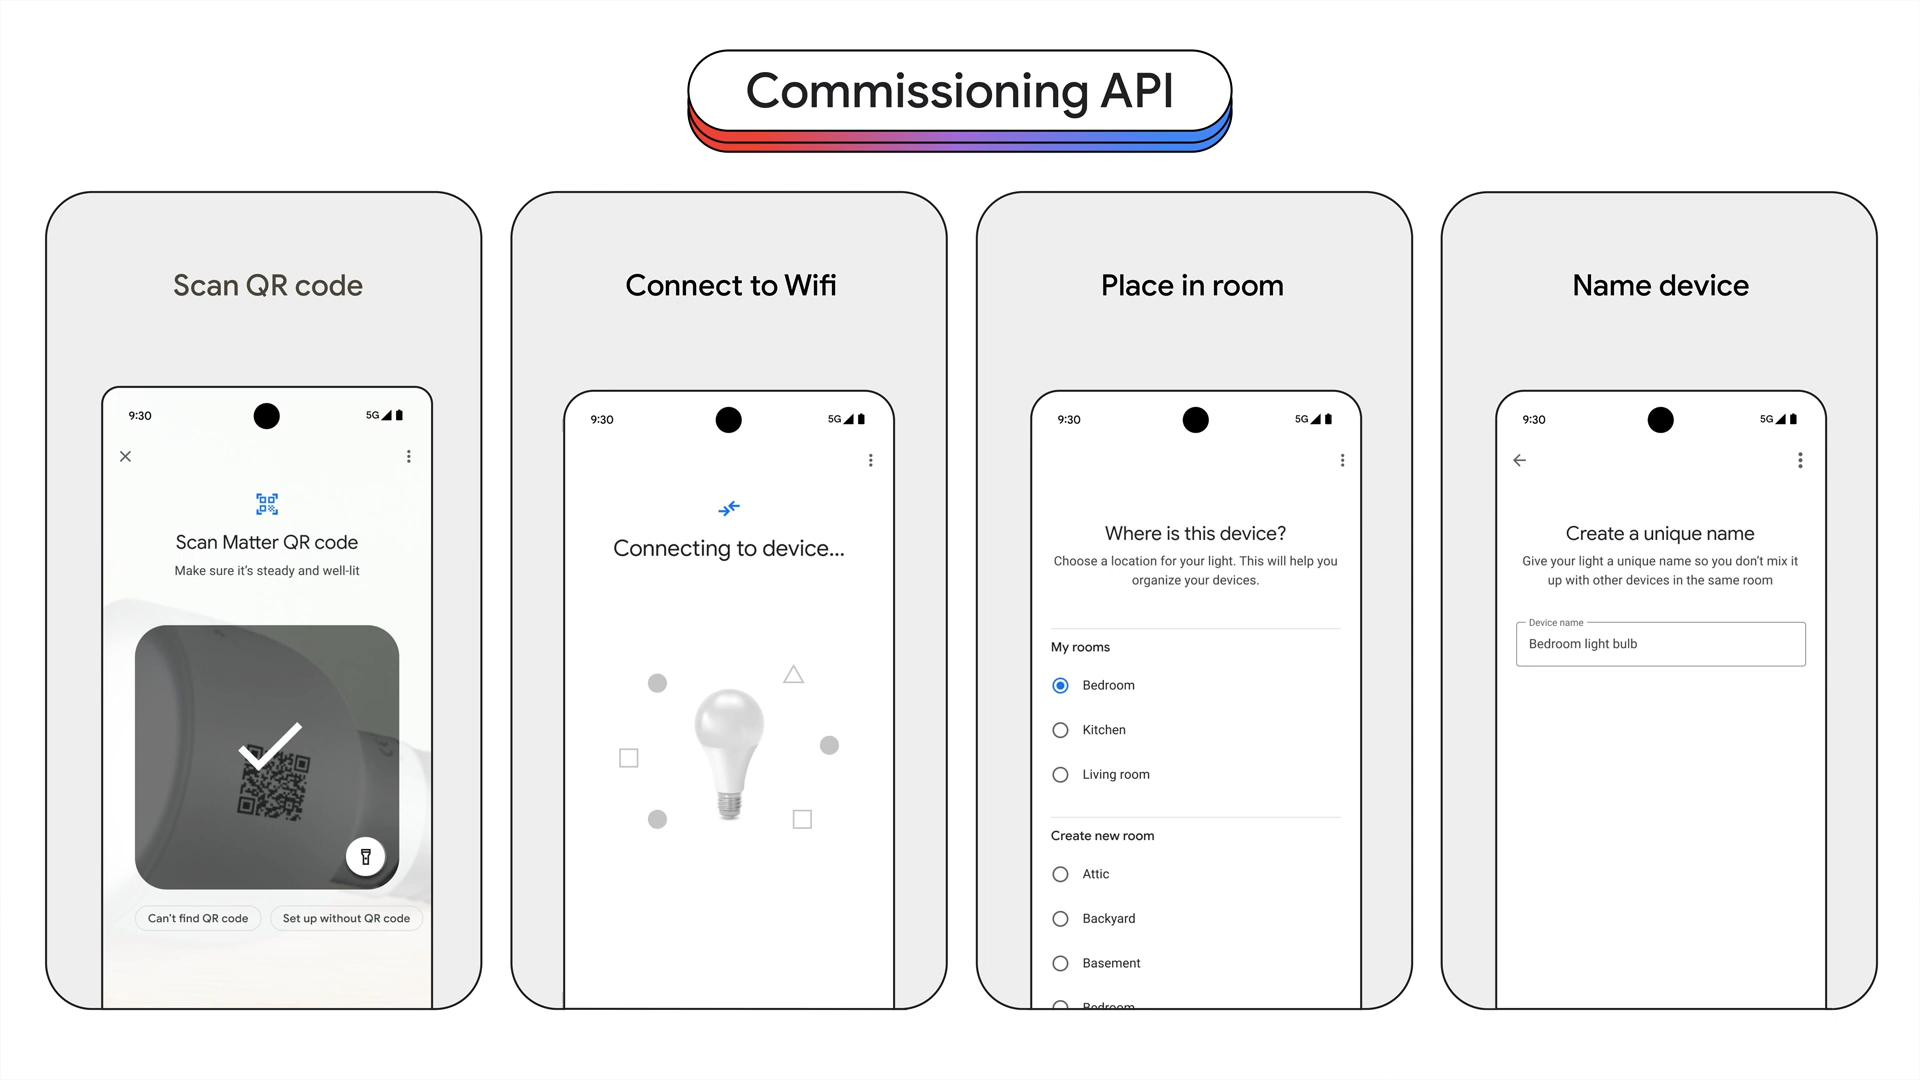 Commissioning API
Scan QR code
9:30
5G
Scan Matter QR code
Make sure it's steady and well-lit
Can't find QR code
Set up without QR code
Connect to Wifi
9:30
5G
Connecting to device...
Place in room
9:30
5G
Where is this device?
Choose a location for your light. This will help you
organize your devices.
My rooms
Bedroom
Kitchen
Living room
Create new room
Attic
Backyard
Basement
Bedroom
Name device
9:30
5G
Create a unique name
Give your light a unique name so you don't mix it
up with other devices in the same room
Device name
Bedroom light bulb